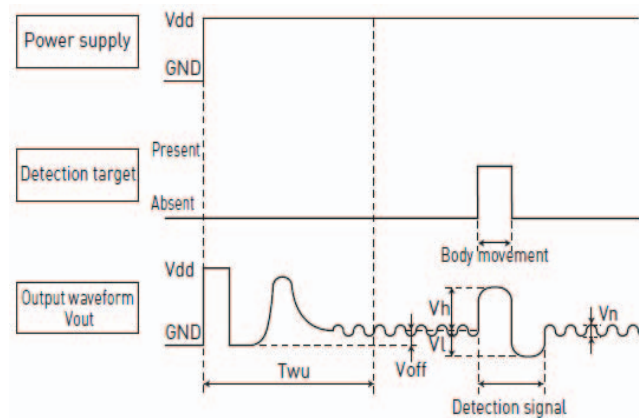 Power supply
Vdd
GND
Detection target
Present
Absent
Body movement
Output waveform
Vout
Vdd
GND
Vh
Vl
Vn
Voff
Twu
Detection signal